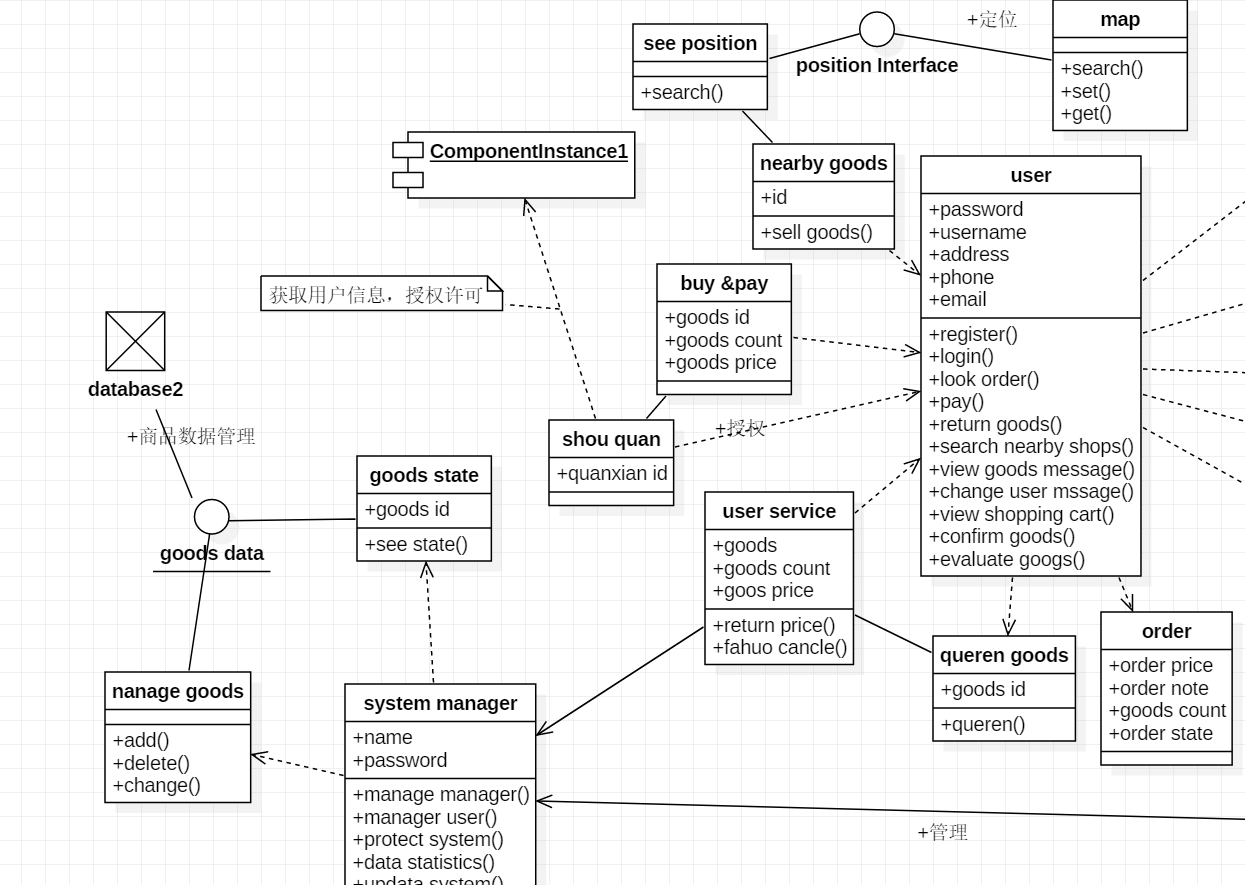 +定位
map
see position
position Interface
+search()
+set()
+get()
+search()
ComponentInstance1
nearby goods
+id
+sell goods()
user
+password
+username
+address
+phone
+email
+register()
+login()
+look order()
+pay()
+return goods()
+search nearby shops()
+view goods message()
+change user mssage()
+view shopping cart()
+confirm goods()
+evaluate googs()
buy &pay
+goods id
+goods count
+goods price
获取用户信息，授权许可
database2
+商品数据管理
shou quan
+quanxian id
+授权
goods state
+goods id
+see state()
goods data
user service
+goods
+goods count
+goos price
+return price()
+fahuo cancle()
queren goods
+goods id
+queren()
order
+order price
+order note
+goods count
+order state
nanage goods
+add()
+delete()
+change()
system manager
+name
+password
+manage manager()
+manager user()
+protect system()
+data statistics()
+updata system()
+管理